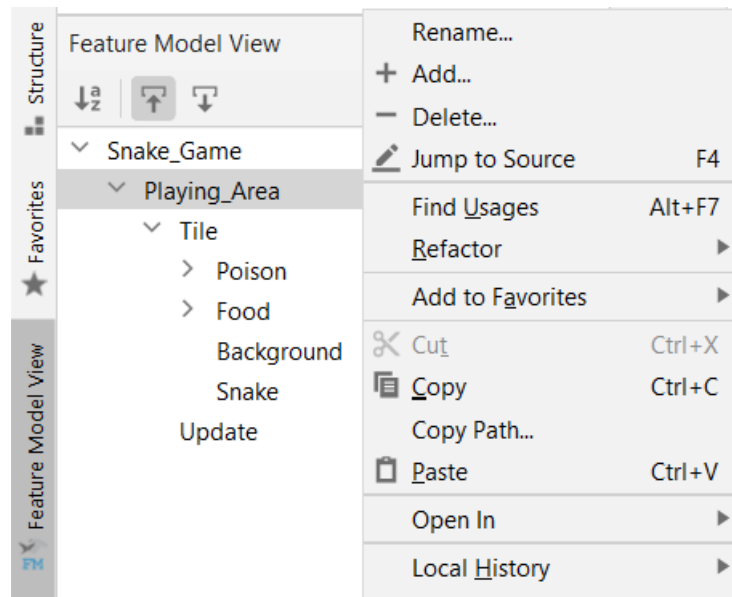 Structure
Favorites
Feature Model View
FM
Feature Model View
a
z
Snake_Game
Playing_Area
Tile
Poison
Food
Background
Snake
Update
Rename...
Add...
Delete...
Jump to Source F4
Find Usages Alt+F7
Refactor
Add to Favorites
Cut Ctrl+X
Copy Ctrl+C
Copy Path...
Paste Ctrl+V
Open In
Local History